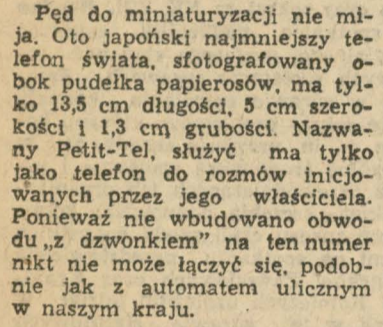 Pęd do miniaturyzacji nie mi-
ja. Oto japoński najmniejszy te-
lefon świata, sfotografowany o-
bok pudełka papierosów, ma tyl-
ko 13,5 cm długości, 5 cm szero-
kości i 1,3 cm grubości. Nazwa-
ny Petit-Tel, służyć ma tylko
jako telefon do rozmów inicjo-
wanych przez jego właściciela.
Ponieważ nie wbudowano obwo-
du „z dzwonkiem” na ten numer
nikt nie może łączyć się, podob-
nie jak z automatem ulicznym
w naszym kraju.